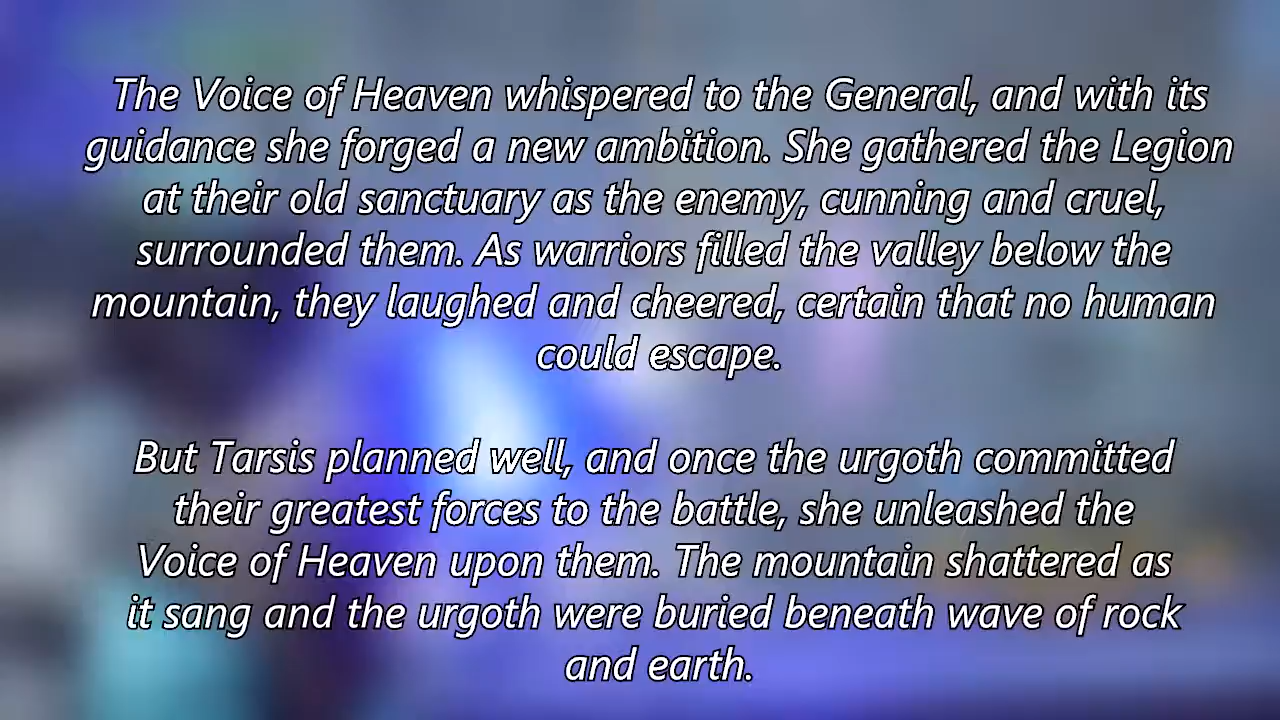 The Voice of Heaven whispered to the General, and with its
guidance she forged a new ambition. She gathered the Legion
at their old sanctuary as the enemy, cunning and cruel,
surrounded them. As warriors filled the valley below the
mountain, they laughed and cheered, certain that no human
could escape.
But Tarsis planned well, and once the urgoth committed
their greatest forces to the battle, she unleashed the
Voice of Heaven upon them. The mountain shattered as
it sang and the urgoth were buried beneath wave of rock
and earth.